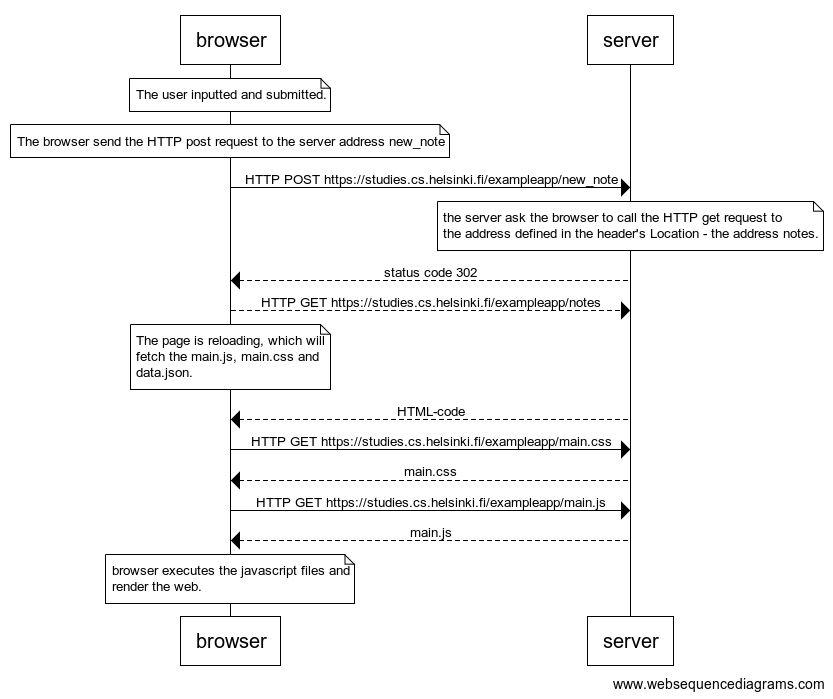 browser
server
The user inputted and submitted.
The browser send the HTTP post request to the server address new_note
HTTP POST https://studies.cs.helsinki.fi/exampleapp/new_note
the server ask the browser to call the HTTP get request to
the address defined in the header's Location - the address notes.
status code 302
HTTP GET https://studies.cs.helsinki.fi/exampleapp/notes
The page is reloading, which will
fetch the main.js, main.css and
data.json.
HTML-code
HTTP GET https://studies.cs.helsinki.fi/exampleapp/main.css
main.css
HTTP GET https://studies.cs.helsinki.fi/exampleapp/main.js
main.js
browser executes the javascript files and
render the web.
browser
server
www.websequencediagrams.com